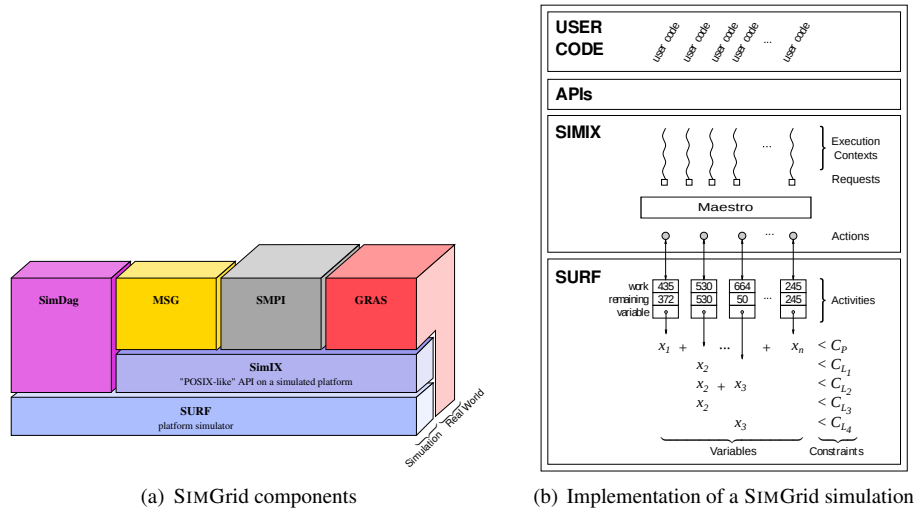 SimDag
MSG
SMPI
GRAS
SimIX
"POSIX-like" API on a simulated platform
SURF
platform simulator
Simulation
Real World
(a) SIMGrid components
USER
CODE
user code
user code
user code
user code
...
user code
APIs
SIMIX
...
Execution
Contexts
Requests
Maestro
...
Actions
SURF
work 435 530 664 245
remaining 372 530 50 ... 245
variable
Activities
x1 + ... + xn < CP
x2 < CL1
x2 + x3 < CL2
x2 < CL3
x3 < CL4
Variables
Constraints
(b) Implementation of a SIMGrid simulation